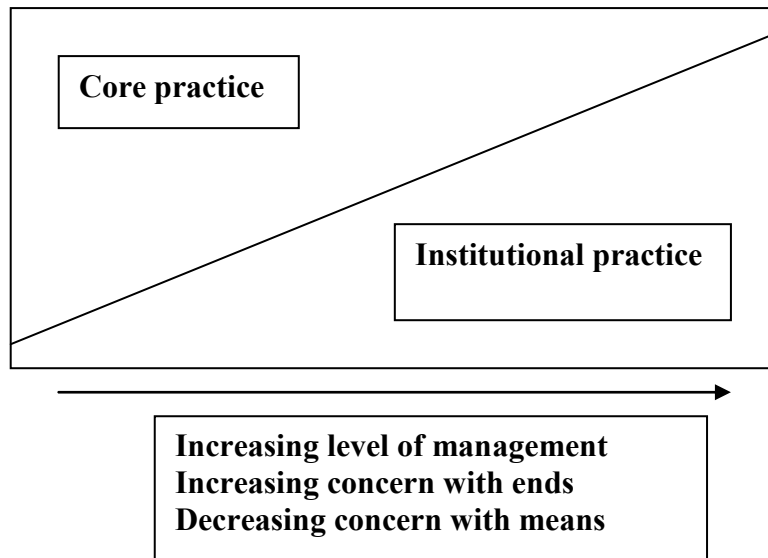 Core practice
Institutional practice
Increasing level of management
Increasing concern with ends
Decreasing concern with means